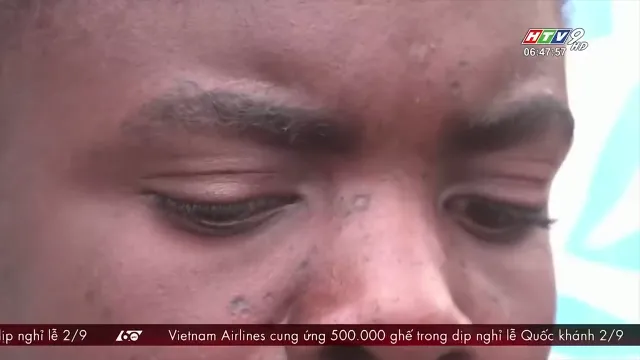 HTV9 HD
06:47:57
dịp nghỉ lễ 2/9 60 Vietnam Airlines cung ứng 500.000 ghế trong dịp nghỉ lễ Quốc khánh 2/9